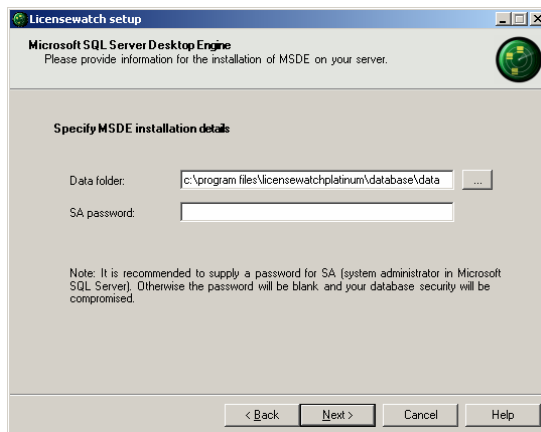 Licensewatch setup
Microsoft SQL Server Desktop Engine
Please provide information for the installation of MSDE on your server.
Specify MSDE installation details
Data folder: c:\program files\licensewatchplatinum\database\data ...
SA password:
Note: It is recommended to supply a password for SA (system administrator in Microsoft
SQL Server). Otherwise the password will be blank and your database security will be
compromised.
< Back Next > Cancel Help